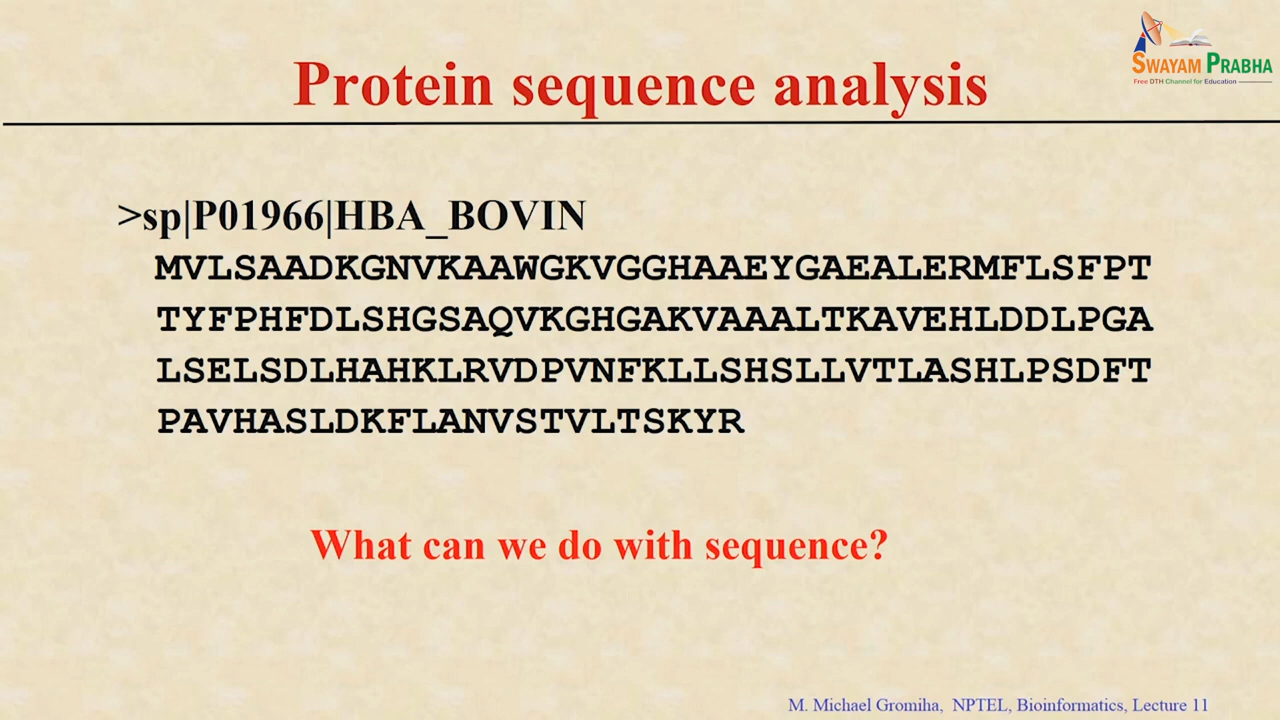 SWAYAM PRABHA
Free DTH Channel for Education
Protein sequence analysis
>sp|P01966|HBA_BOVIN
MVLSAADKGNVKAAWGKVGGHAAEYGAEALERMFLSFPT
TYFPHFDLSHGSAQVKGHGAKVAAALTKAVEHLDDLPGA
LSELSDLHAHKLRVDPVNFKLLSHSLLVTLASHLPSDFT
PAVHASLDKFLANVSTVLTSKYR
What can we do with sequence?
M. Michael Gromiha, NPTEL, Bioinformatics, Lecture 11